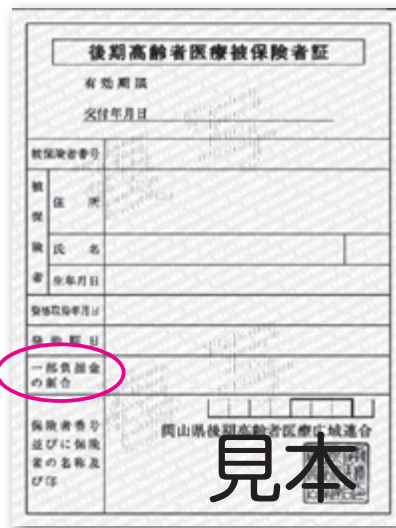 後期高齢者医療被保険者証
有効期限
交付年月日
被保険者番号
被保険者
住所
氏名
生年月日
資格取得年月日
発効期日
一部負担金
の割合
保険者番号
並びに保険
者の名称及
び印
岡山県後期高齢者医療広域連合
見本